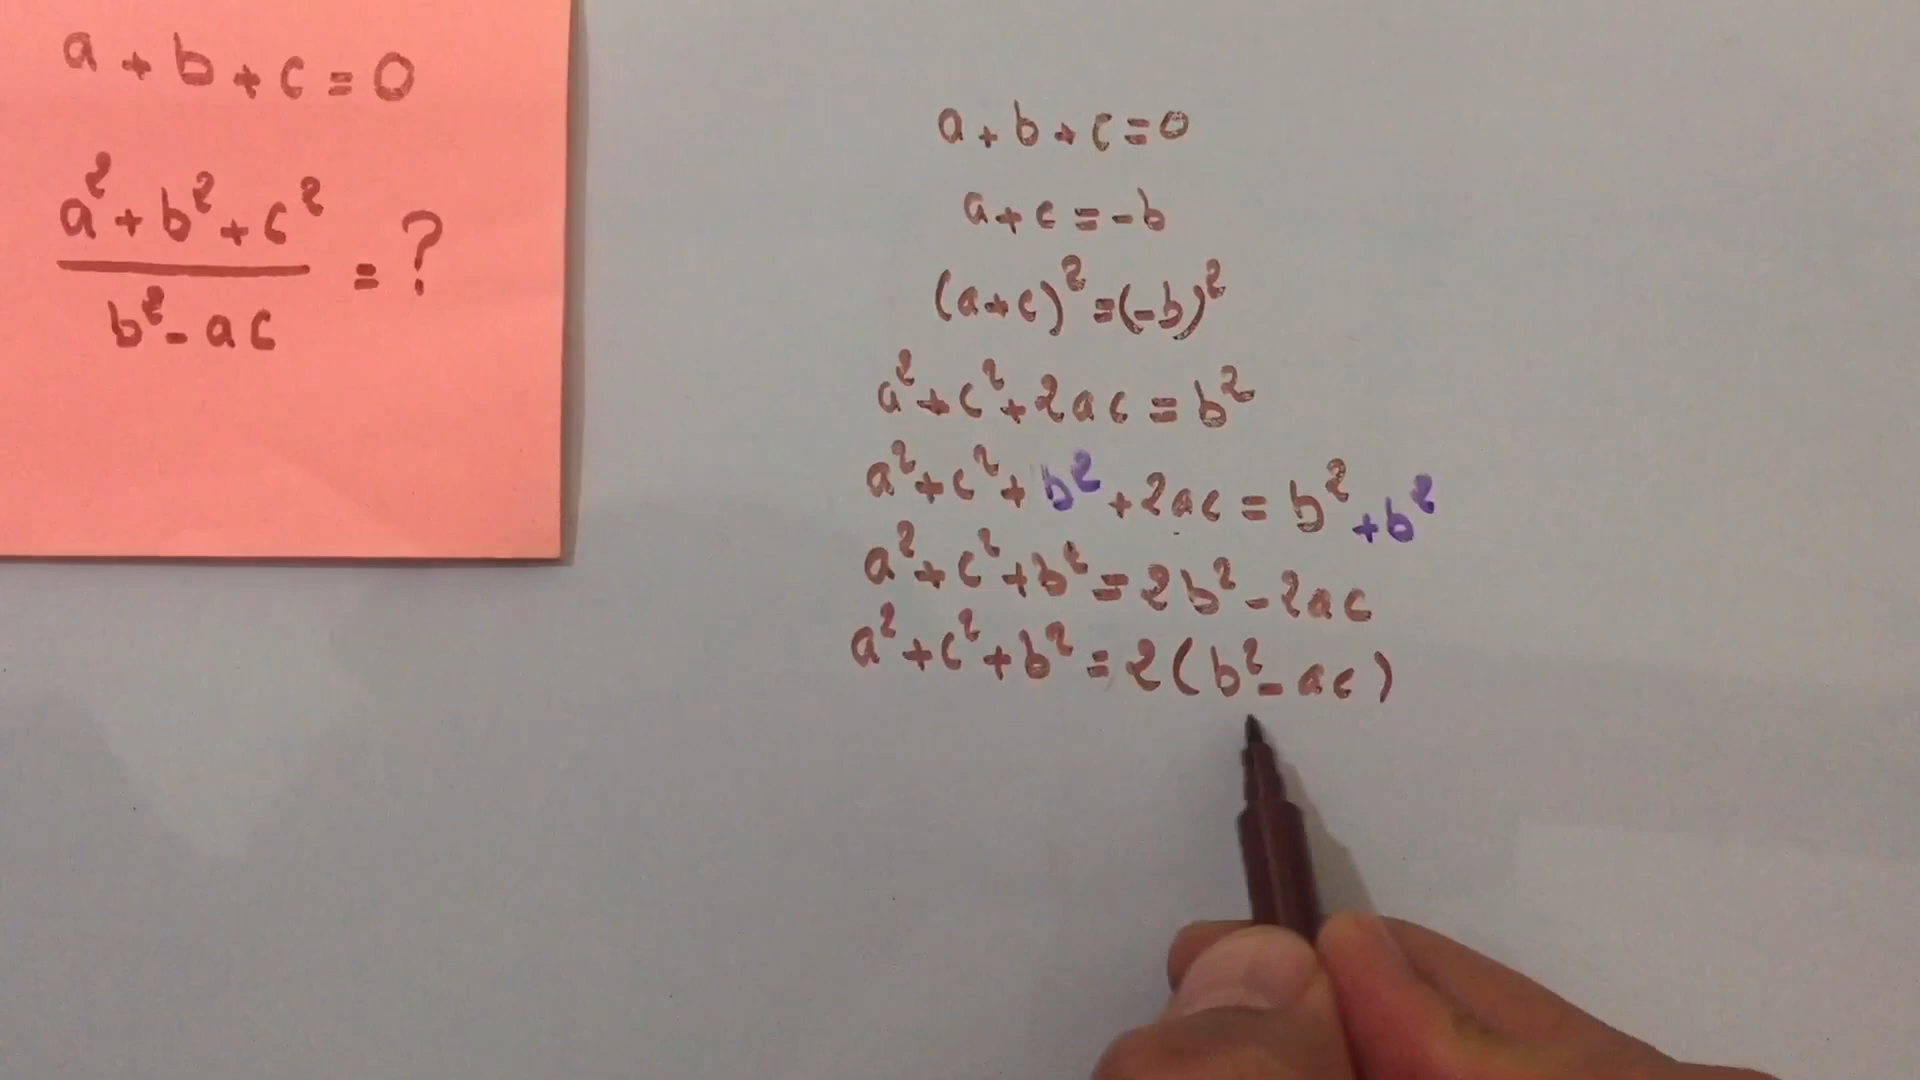 a + b + c = 0
a² + b² + c²
b² - ac
= ?
a + b + c = 0
a + c = -b
(a+c)² = (-b)²
a² + c² + 2ac = b²
a² + c² + b² + 2ac = b² + b²
a² + c² + b² = 2b² - 2ac
a² + c² + b² = 2(b² - ac)